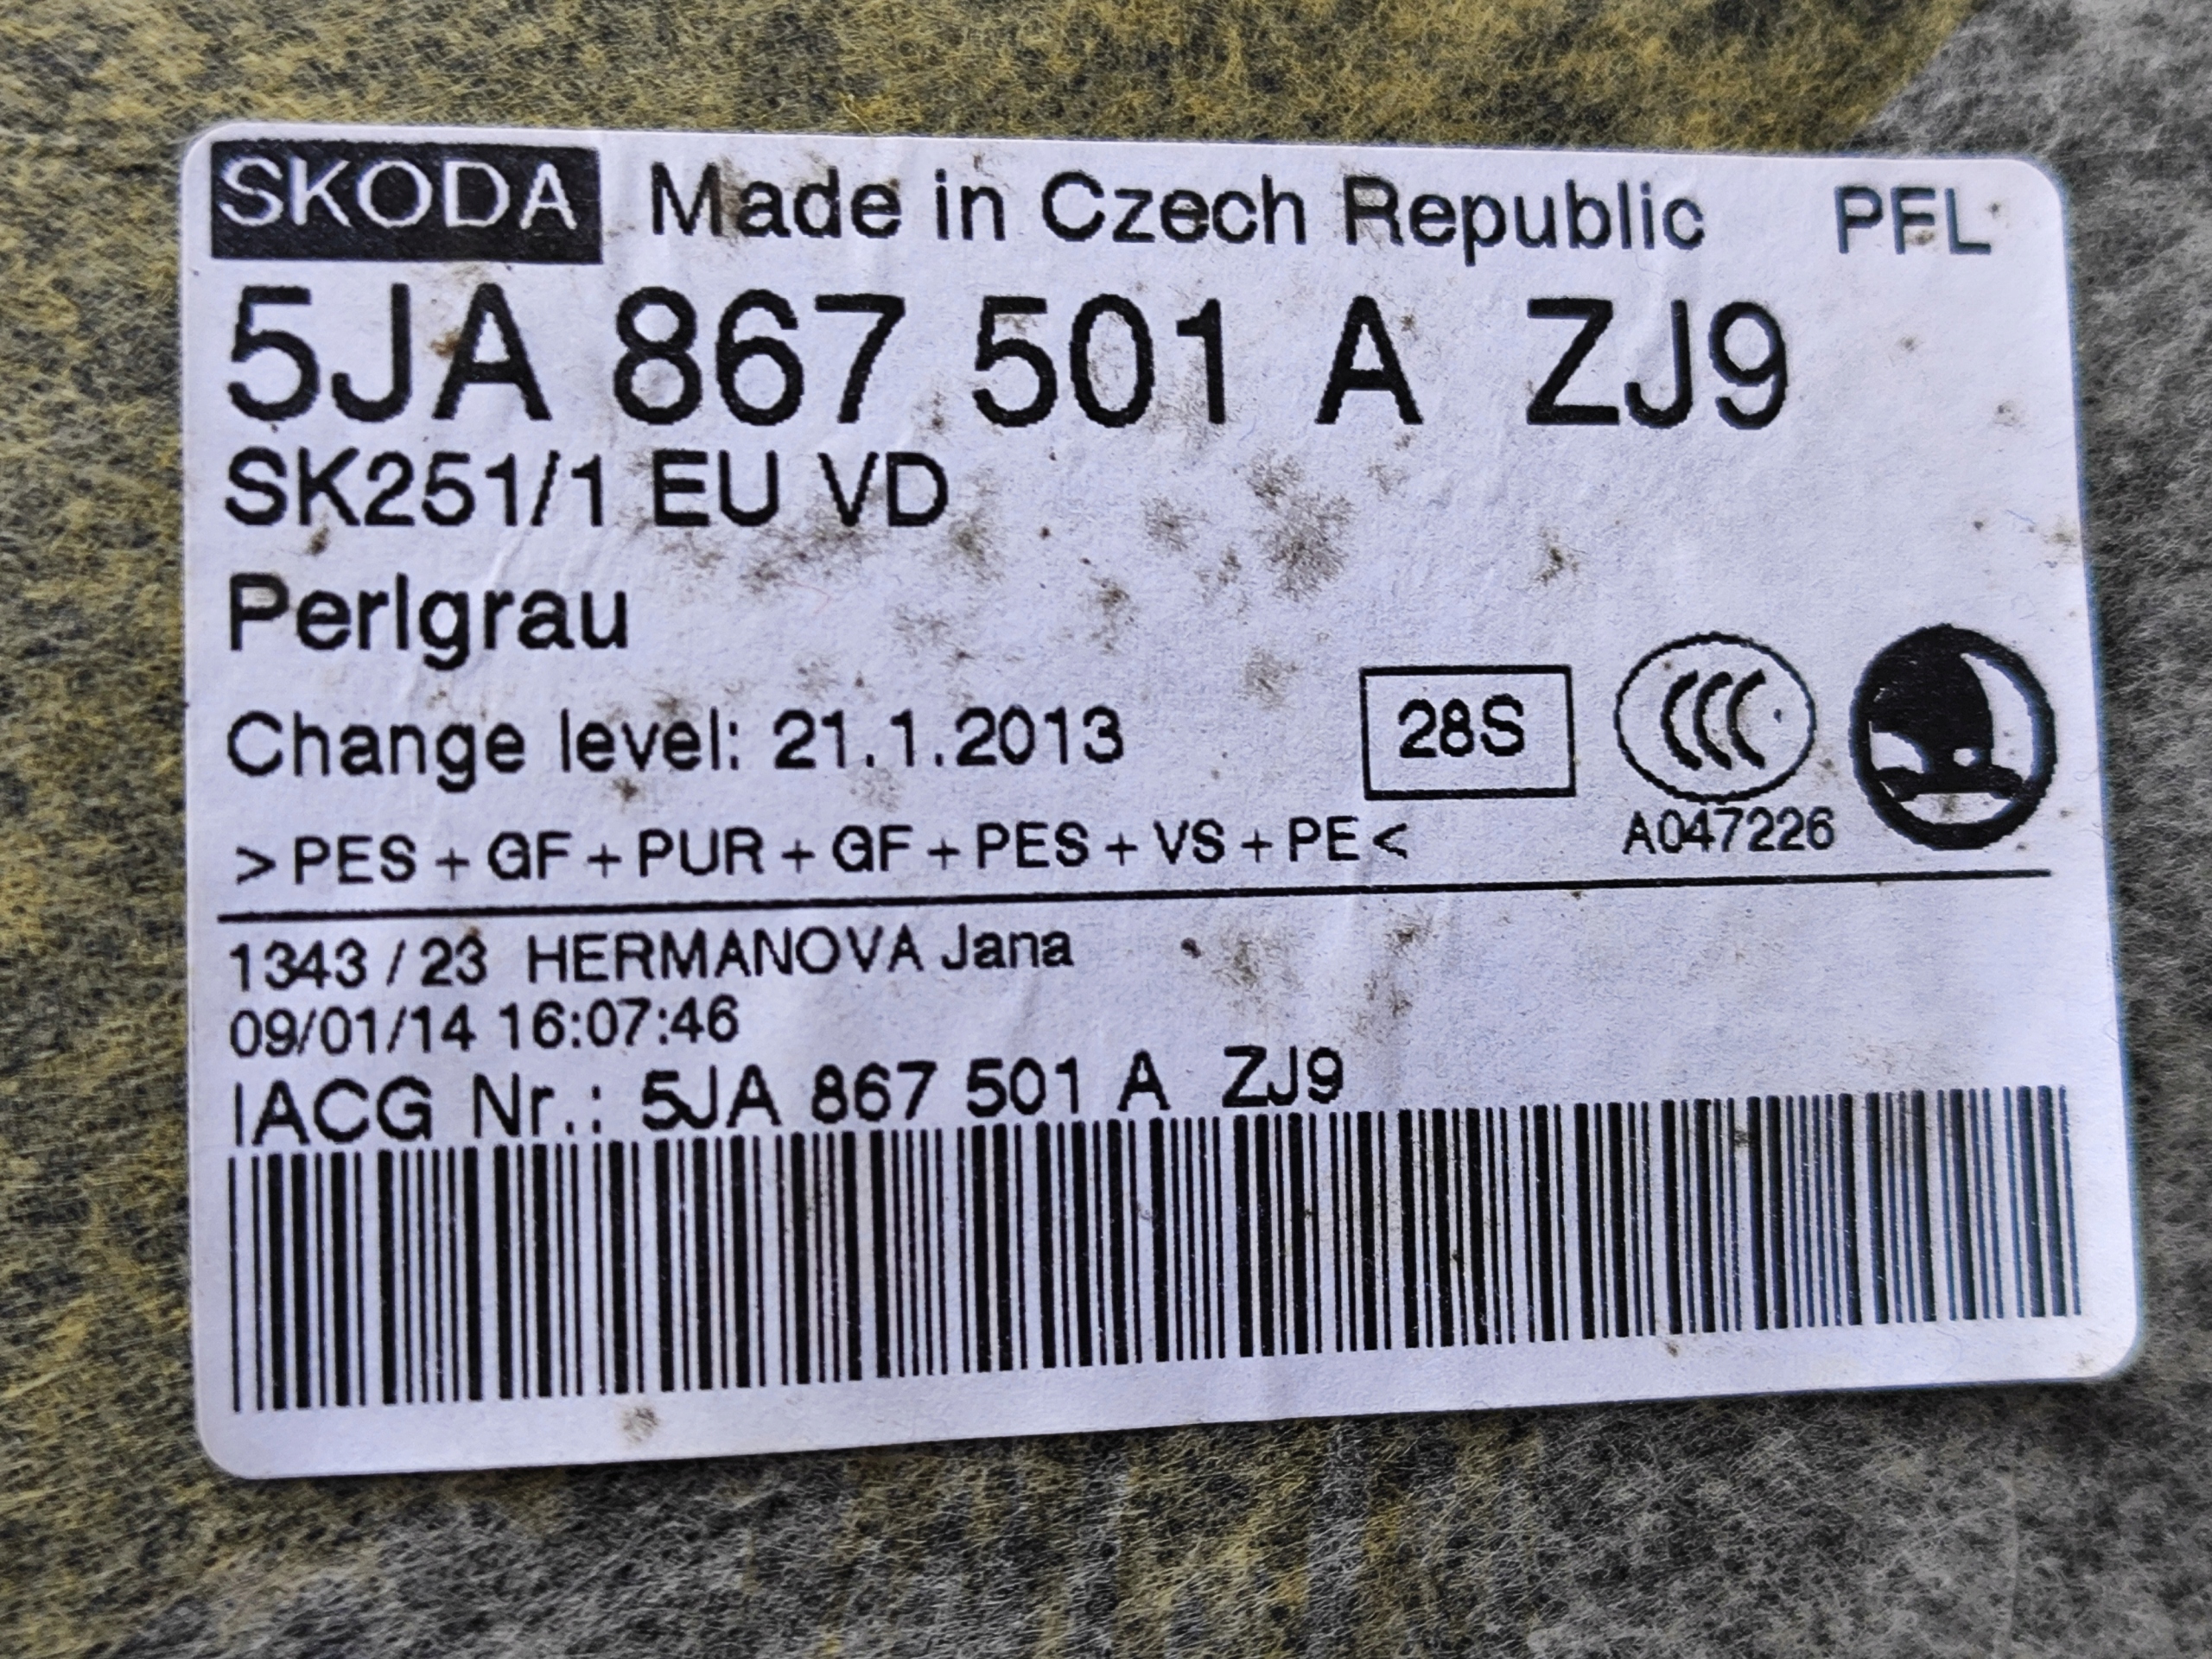 SKODA Made in Czech Republic PFL
5JA 867 501 A ZJ9
SK251/1 EU VD
Perlgrau
Change level: 21.1.2013 28S CCC
>PES+GF+PUR+GF+PES+VS+PE< A047226
1343/23 HERMANOVA Jana
09/01/14 16:07:46
IACG Nr.: 5JA 867 501 A ZJ9